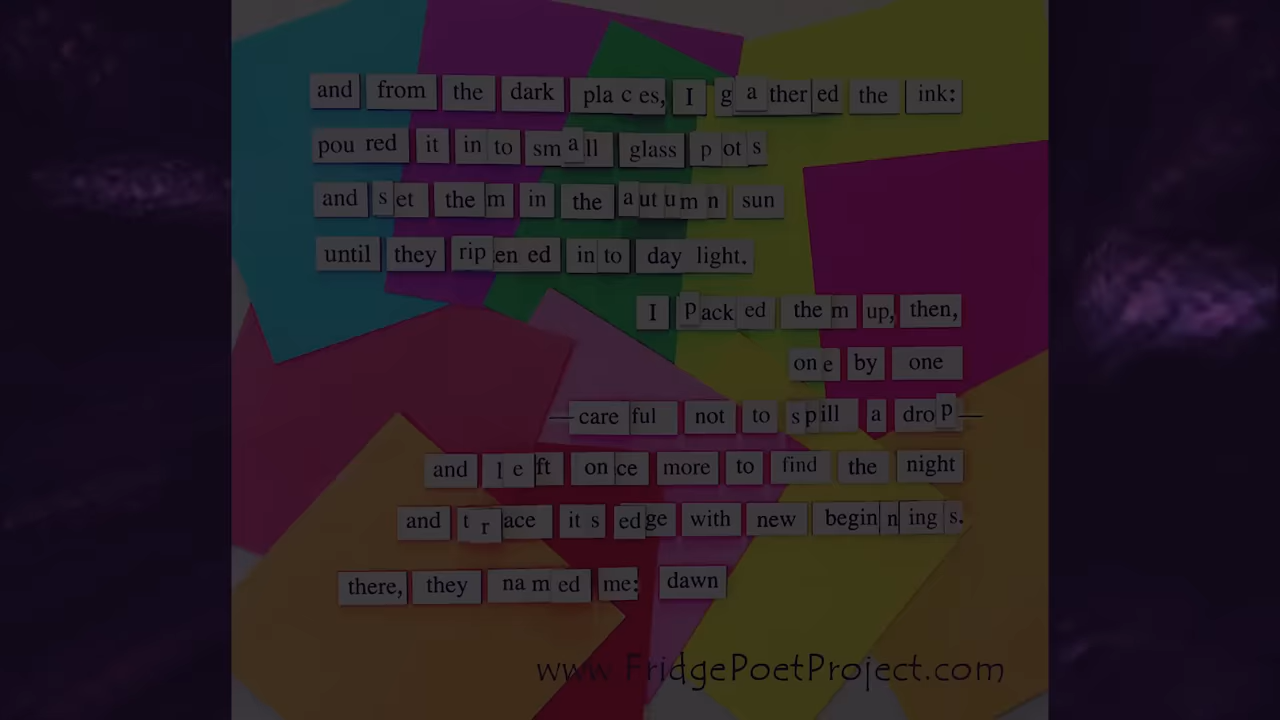 and from the dark places, I gathered the ink:
poured it into small glass pots
and set them in the autumn sun
until they ripened into day light.
I packed them up, then,
one by one
—careful not to spill a drop—
and left once more to find the night
and trace its edge with new beginnings.
there, they named me: dawn
www.FridgePoetProject.com